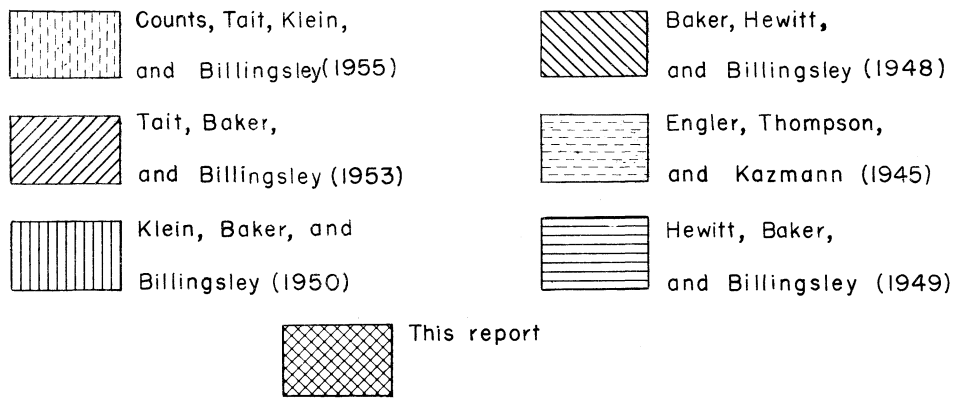 Counts, Tait, Klein,
and Billingsley (1955)
Tait, Baker,
and Billingsley (1953)
Klein, Baker, and
Billingsley (1950)
Baker, Hewitt,
and Billingsley (1948)
Engler, Thompson,
and Kazmann (1945)
Hewitt, Baker,
and Billingsley (1949)
This report